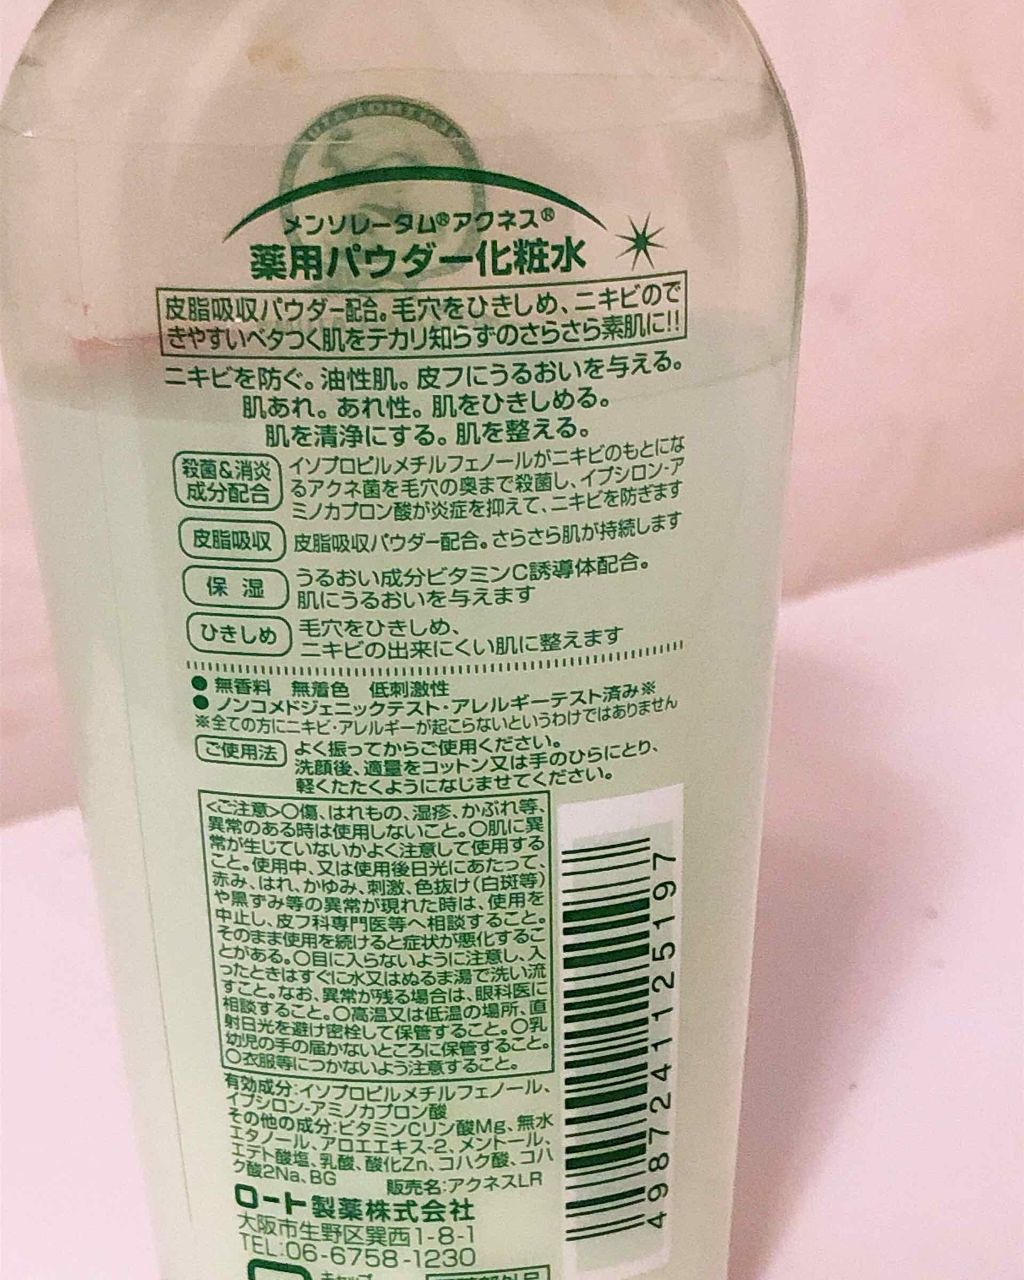 メンソレータム®アクネス®
薬用パウダー化粧水
皮脂吸収パウダー配合。毛穴をひきしめ、ニキビので
きやすいベタつく肌をテカリ知らずのさらさら素肌に!!
ニキビを防ぐ。油性肌。皮フにうるおいを与える。
肌あれ。あれ性。肌をひきしめる。
肌を清浄にする。肌を整える。
殺菌&消炎
成分配合
イソプロピルメチルフェノールがニキビのもとにな
るアクネ菌を毛穴の奥まで殺菌し、イプシロン-ア
ミノカプロン酸が炎症を抑えて、ニキビを防ぎます
皮脂吸収
皮脂吸収パウダー配合。さらさら肌が持続します
保 湿
うるおい成分ビタミンC誘導体配合。
肌にうるおいを与えます
ひきしめ
毛穴をひきしめ、
ニキビの出来にくい肌に整えます
●無香料 無着色 低刺激性
●ノンコメドジェニックテスト・アレルギーテスト済み※
※全ての方にニキビ・アレルギーが起こらないというわけではありません
ご使用法
よく振ってからご使用ください。
洗顔後、適量をコットン又は手のひらにとり、
軽くたたくようになじませてください。
<ご注意>○傷、はれもの、湿疹、かぶれ等、
異常のある時は使用しないこと。○肌に異
常が生じていないかよく注意して使用する
こと。使用中、又は使用後日光にあたって、
赤み、はれ、かゆみ、刺激、色抜け(白斑等)
や黒ずみ等の異常が現れた時は、使用を
中止し、皮フ科専門医等へ相談すること。
そのまま使用を続けると症状が悪化するこ
とがある。○目に入らないように注意し、入
ったときはすぐに水又はぬるま湯で洗い流
すこと。なお、異常が残る場合は、眼科医に
相談すること。○高温又は低温の場所、直
射日光を避け密栓して保管すること。○乳
幼児の手の届かないところに保管すること。
○衣服等につかないよう注意すること。
有効成分:イソプロピルメチルフェノール、
イプシロン-アミノカプロン酸
その他の成分:ビタミンCリン酸Mg、無水
エタノール、アロエエキス-2、メントール、
エデト酸塩、乳酸、酸化Zn、コハク酸、コハ
ク酸2Na、BG
販売名:アクネスLR
ロート製薬株式会社
大阪市生野区巽西1-8-1
TEL:06-6758-1230
キャップ
4987241125197